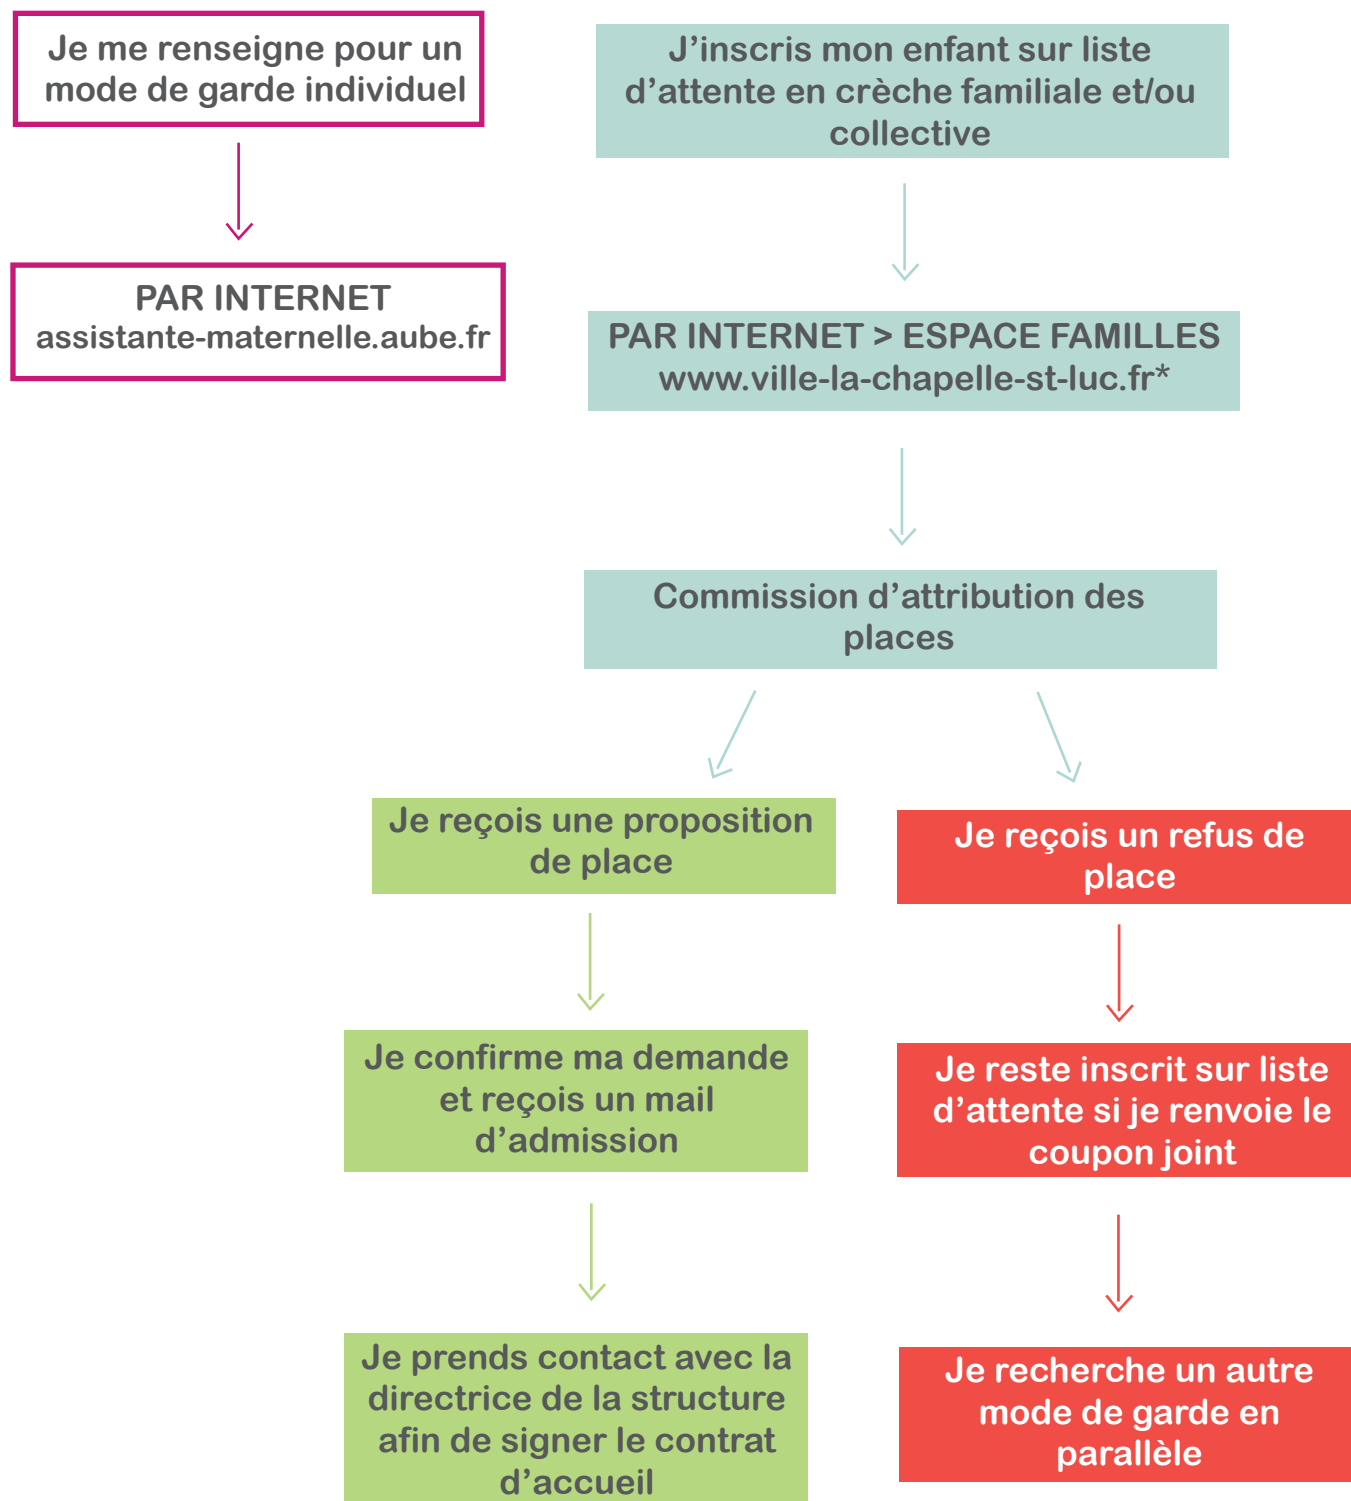 Je me renseigne pour un
mode de garde individuel
PAR INTERNET
assistante-maternelle.aube.fr
J’inscris mon enfant sur liste
d’attente en crèche familiale et/ou
collective
PAR INTERNET > ESPACE FAMILLES
www.ville-la-chapelle-st-luc.fr*
Commission d’attribution des
places
Je reçois une proposition
de place
Je confirme ma demande
et reçois un mail
d’admission
Je prends contact avec la
directrice de la structure
afin de signer le contrat
d’accueil
Je reçois un refus de
place
Je reste inscrit sur liste
d’attente si je renvoie le
coupon joint
Je recherche un autre
mode de garde en
parallèle